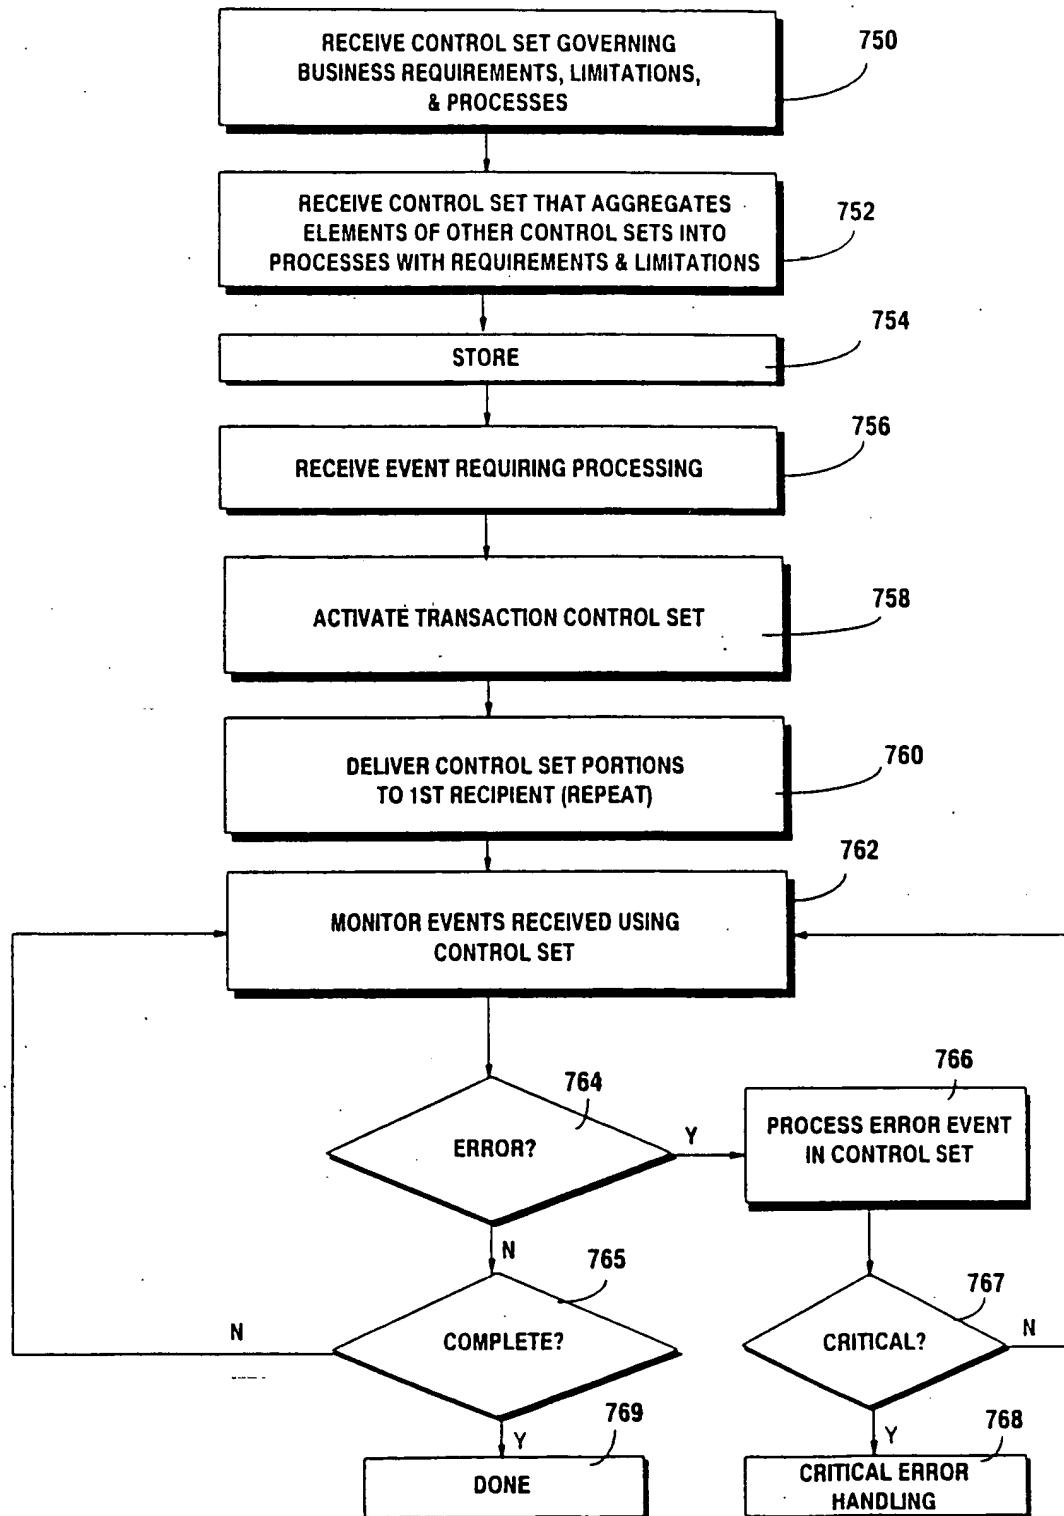 RECEIVE CONTROL SET GOVERNING
BUSINESS REQUIREMENTS, LIMITATIONS,
& PROCESSES
750
RECEIVE CONTROL SET THAT AGGREGATES
ELEMENTS OF OTHER CONTROL SETS INTO
PROCESSES WITH REQUIREMENTS & LIMITATIONS
752
STORE
754
RECEIVE EVENT REQUIRING PROCESSING
756
ACTIVATE TRANSACTION CONTROL SET
758
DELIVER CONTROL SET PORTIONS
TO 1ST RECIPIENT (REPEAT)
760
MONITOR EVENTS RECEIVED USING
CONTROL SET
762
ERROR?
764
Y
PROCESS ERROR EVENT
IN CONTROL SET
766
N
COMPLETE?
765
N
CRITICAL?
767
N
Y
DONE
769
Y
CRITICAL ERROR
HANDLING
768